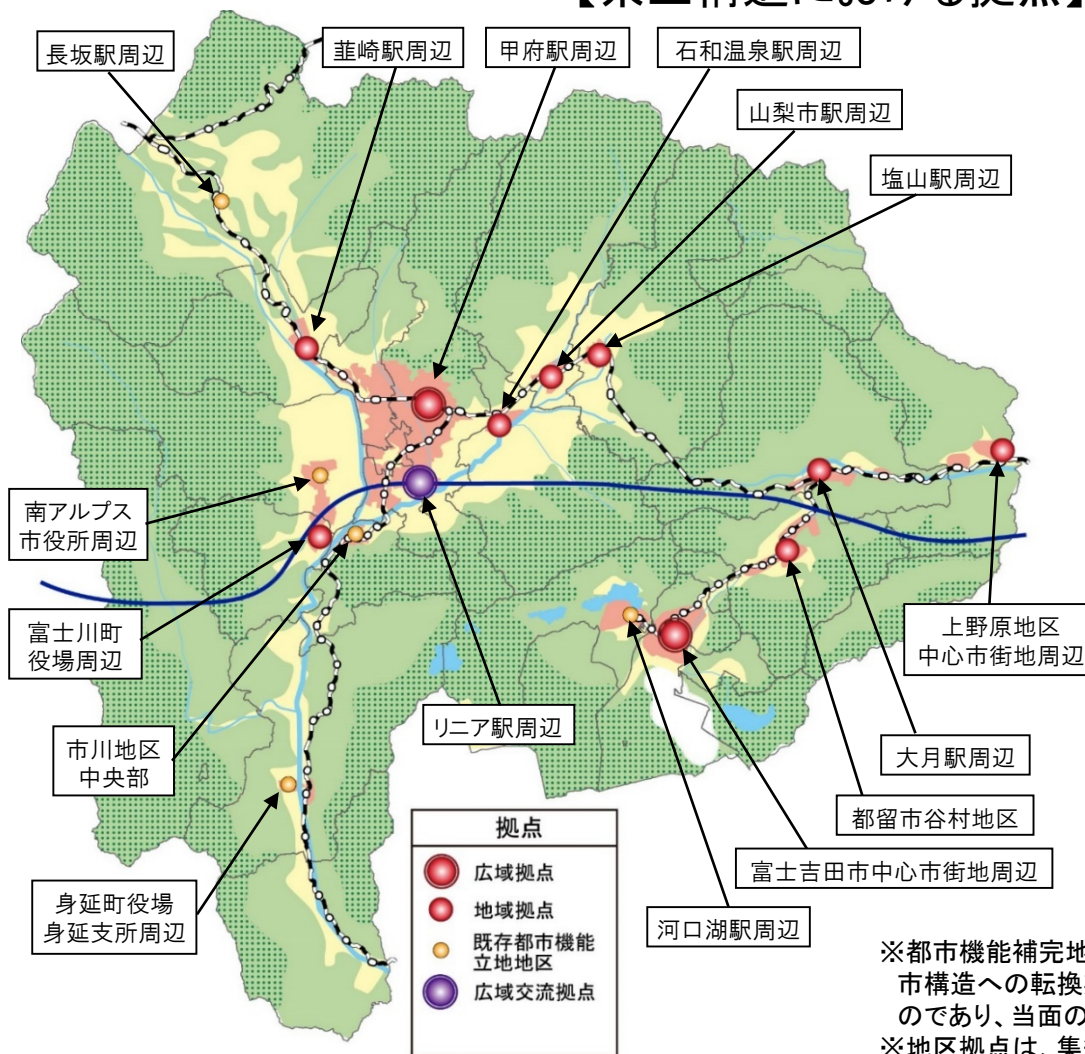 長坂駅周辺
韮崎駅周辺
甲府駅周辺
石和温泉駅周辺
山梨市駅周辺
塩山駅周辺
南アルプス
市役所周辺
富士川町
役場周辺
市川地区
中央部
身延町役場
身延支所周辺
リニア駅周辺
上野原地区
中心市街地周辺
大月駅周辺
都留市谷村地区
富士吉田市中心市街地周辺
河口湖駅周辺
拠点
広域拠点
地域拠点
既存都市機能
立地地区
広域交流拠点
※都市機能補完地
市構造への転換
のであり、当面の
※地区拠点は、集